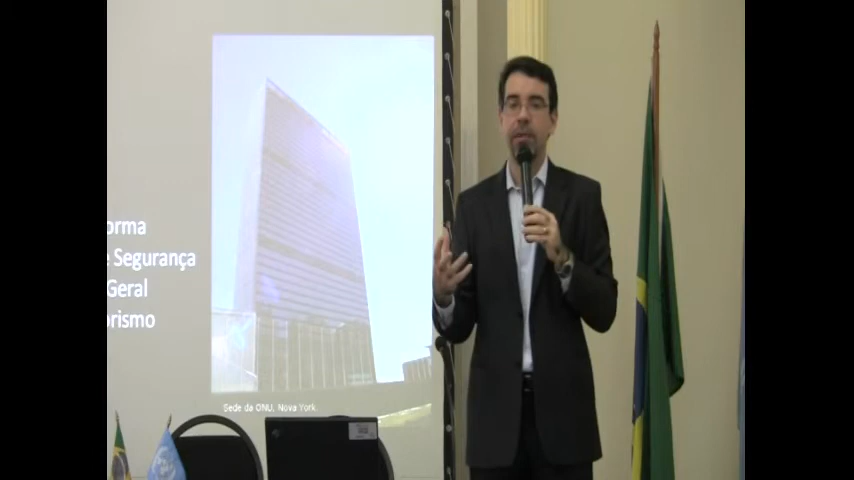 orma
e Segurança
Geral
orismo
Sede da ONU, Nova York.